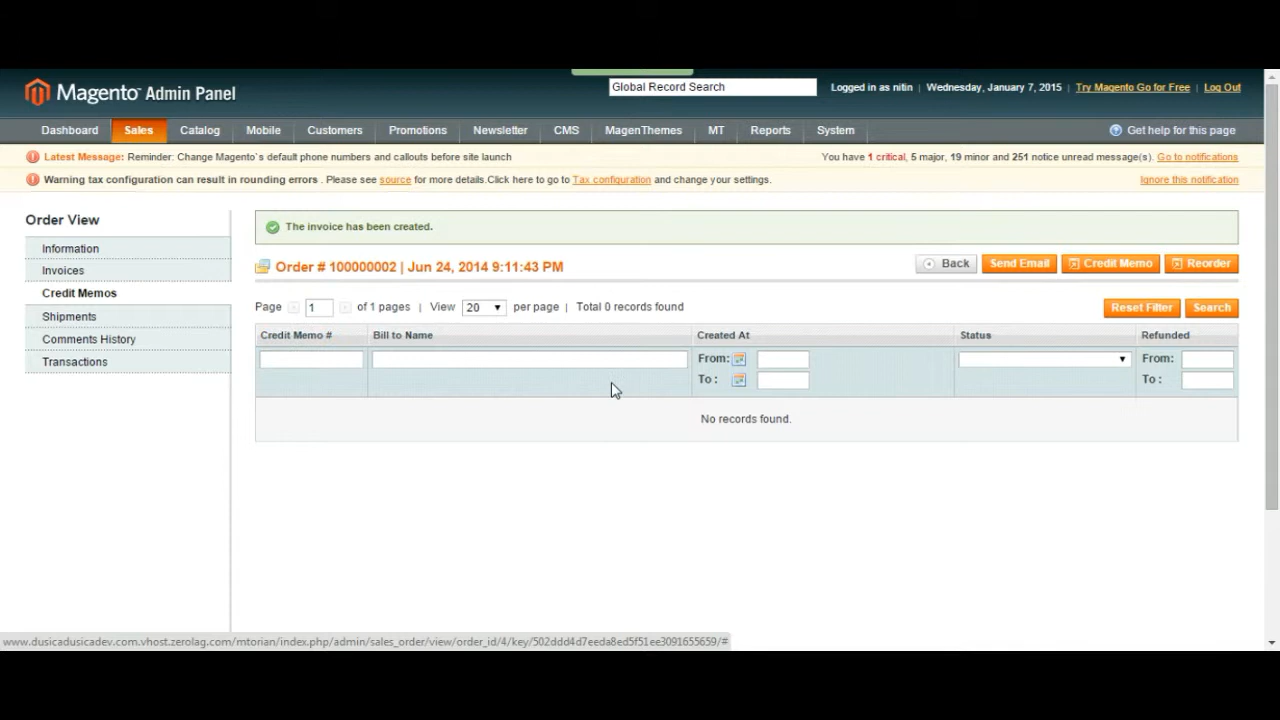 Magento Admin Panel
Global Record Search
Logged in as nitin | Wednesday, January 7, 2015 | Try Magento Go for Free | Log Out
Dashboard Sales Catalog Mobile Customers Promotions Newsletter CMS MagenThemes MT Reports System Get help for this page
Latest Message: Reminder: Change Magento`s default phone numbers and callouts before site launch You have 1 critical, 5 major, 19 minor and 251 notice unread message(s). Go to notifications
Warning tax configuration can result in rounding errors . Please see source for more details.Click here to go to Tax configuration and change your settings. Ignore this notification
Order View
Information
Invoices
Credit Memos
Shipments
Comments History
Transactions
The invoice has been created.
Order # 100000002 | Jun 24, 2014 9:11:43 PM Back Send Email Credit Memo Reorder
Page 1 of 1 pages | View 20 per page | Total 0 records found Reset Filter Search
Credit Memo # Bill to Name Created At Status Refunded
From: From:
To : To :
No records found.
www.dusicadusicadev.com.vhost.zerolag.com/mtorian/index.php/admin/sales_order/view/order_id/4/key/502ddd4d7eeda8ed5f51ee3091655659/#